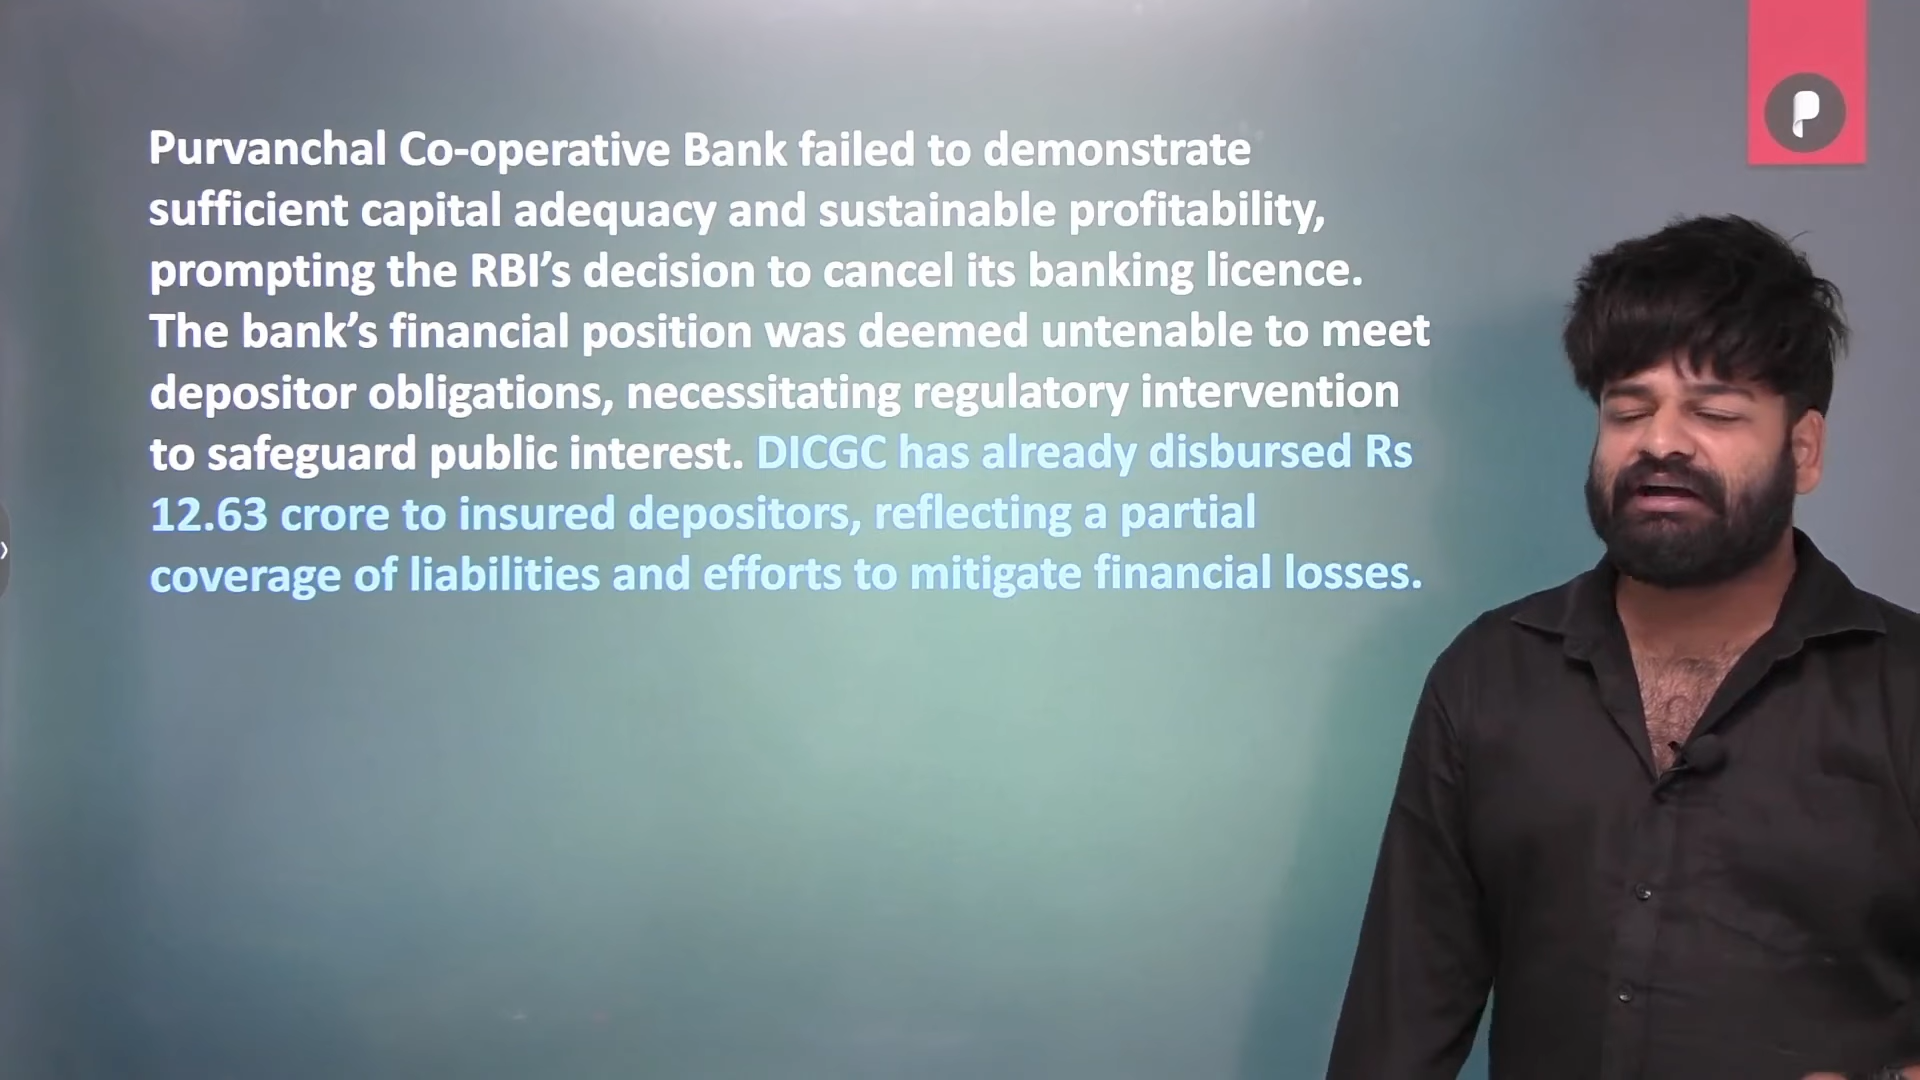 Purvanchal Co-operative Bank failed to demonstrate
sufficient capital adequacy and sustainable profitability,
prompting the RBI’s decision to cancel its banking licence.
The bank’s financial position was deemed untenable to meet
depositor obligations, necessitating regulatory intervention
to safeguard public interest. DICGC has already disbursed Rs
12.63 crore to insured depositors, reflecting a partial
coverage of liabilities and efforts to mitigate financial losses.